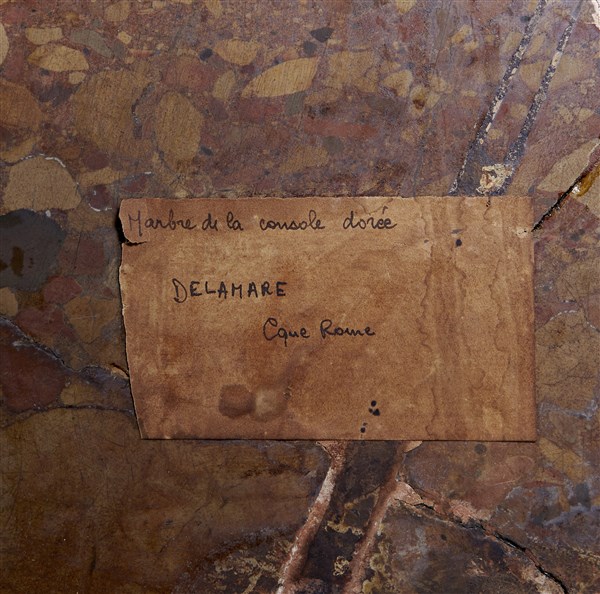 Marbre de la console dorée
DELAMARE
Cque Rome